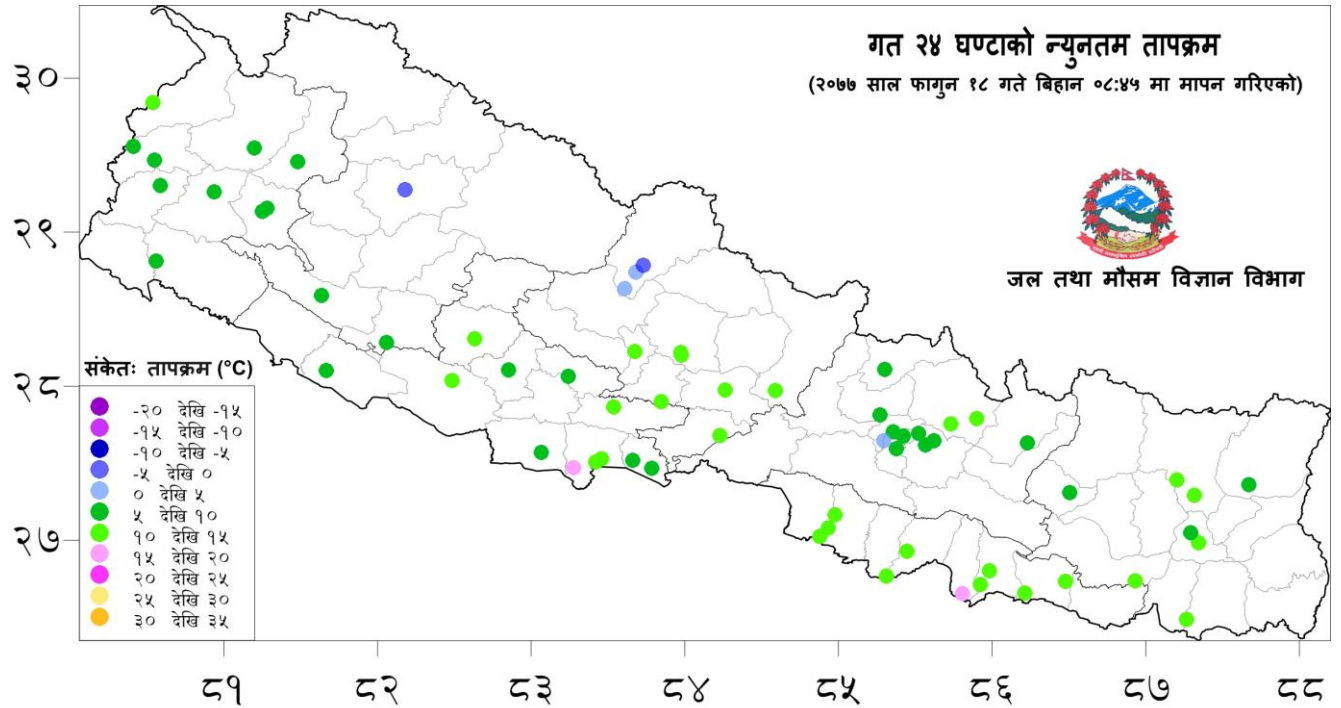 गत २४ घण्टाको न्युनतम तापक्रम
(२०७७ साल फागुन १८ गते बिहान ०८:४५ मा मापन गरिएको)
जल तथा मौसम विज्ञान विभाग
३०
२९
२८
२७
संकेतः तापक्रम (°C)
-२० देखि -१५
-१५ देखि -१०
-१० देखि -५
-५ देखि ०
० देखि ५
५ देखि १०
१० देखि १५
१५ देखि २०
२० देखि २५
२५ देखि ३०
३० देखि ३५
८१ ८२ ८३ ८४ ८५ ८६ ८७ ८८